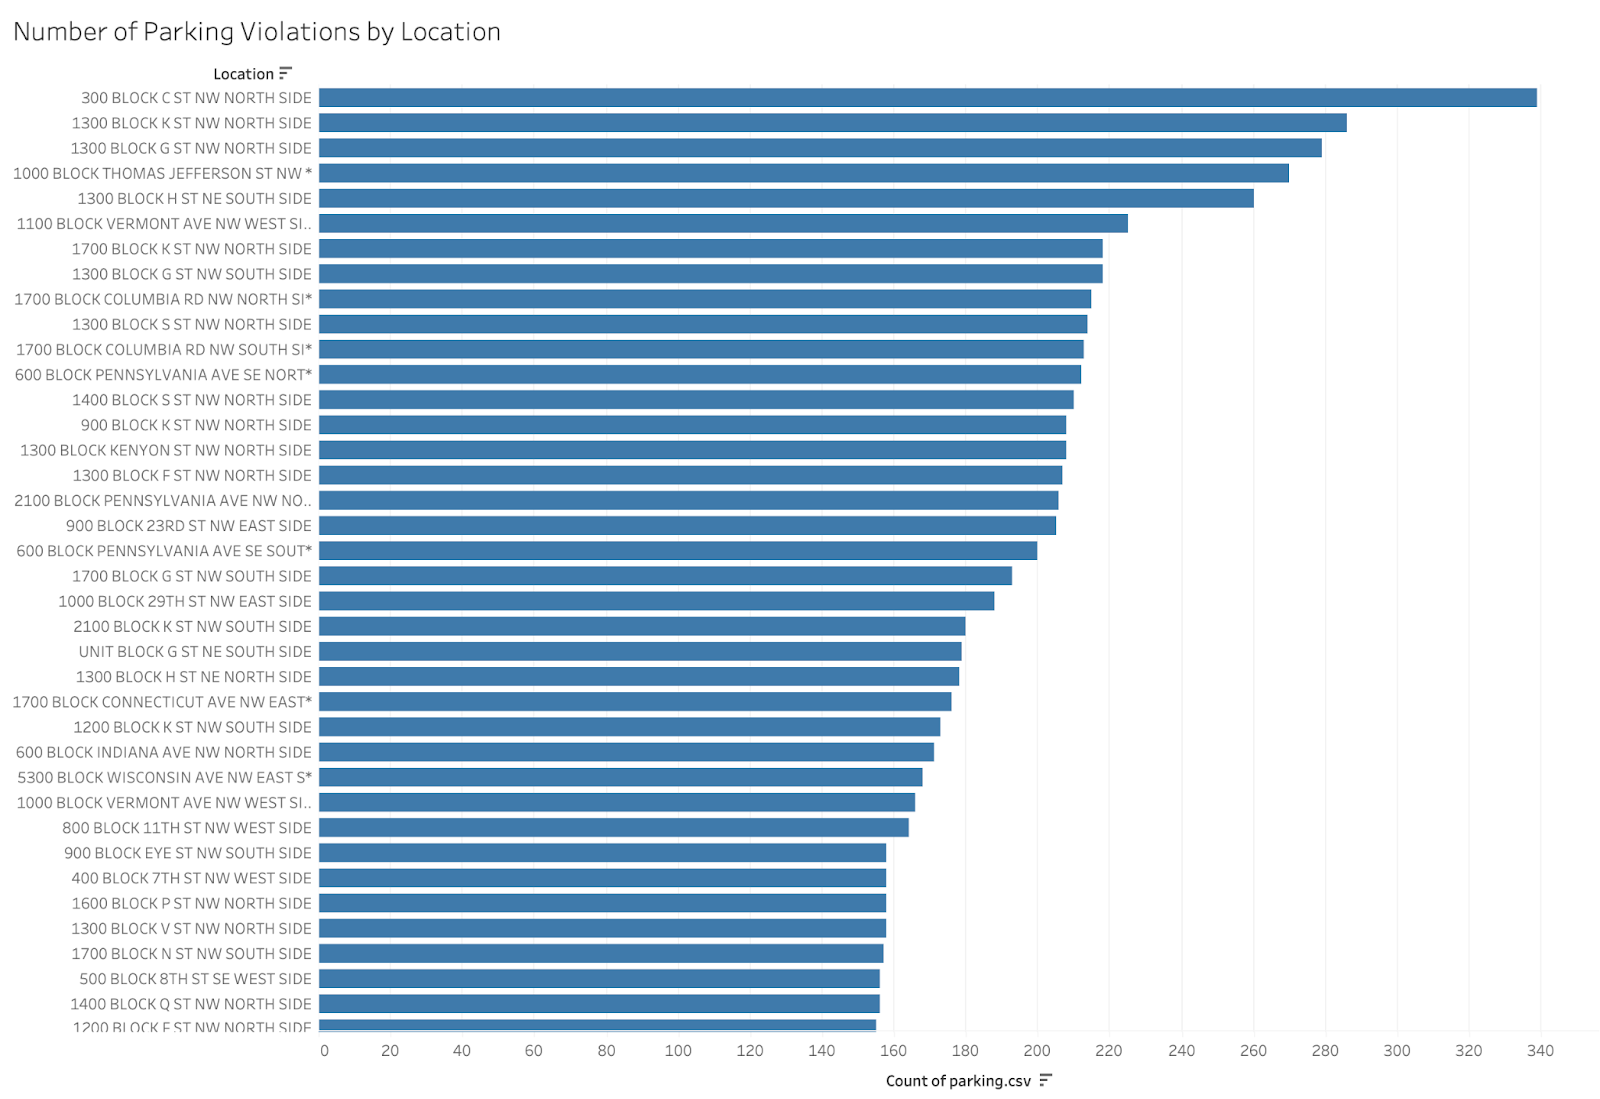 Number of Parking Violations by Location
Location
300 BLOCK C ST NW NORTH SIDE
1300 BLOCK K ST NW NORTH SIDE
1300 BLOCK G ST NW NORTH SIDE
1000 BLOCK THOMAS JEFFERSON ST NW *
1300 BLOCK H ST NE SOUTH SIDE
1100 BLOCK VERMONT AVE NW WEST SI..
1700 BLOCK K ST NW NORTH SIDE
1300 BLOCK G ST NW SOUTH SIDE
1700 BLOCK COLUMBIA RD NW NORTH SI*
1300 BLOCK S ST NW NORTH SIDE
1700 BLOCK COLUMBIA RD NW SOUTH SI*
600 BLOCK PENNSYLVANIA AVE SE NORT*
1400 BLOCK S ST NW NORTH SIDE
900 BLOCK K ST NW NORTH SIDE
1300 BLOCK KENYON ST NW NORTH SIDE
1300 BLOCK F ST NW NORTH SIDE
2100 BLOCK PENNSYLVANIA AVE NW NO..
900 BLOCK 23RD ST NW EAST SIDE
600 BLOCK PENNSYLVANIA AVE SE SOUT*
1700 BLOCK G ST NW SOUTH SIDE
1000 BLOCK 29TH ST NW EAST SIDE
2100 BLOCK K ST NW SOUTH SIDE
UNIT BLOCK G ST NE SOUTH SIDE
1300 BLOCK H ST NE NORTH SIDE
1700 BLOCK CONNECTICUT AVE NW EAST*
1200 BLOCK K ST NW SOUTH SIDE
600 BLOCK INDIANA AVE NW NORTH SIDE
5300 BLOCK WISCONSIN AVE NW EAST S*
1000 BLOCK VERMONT AVE NW WEST SI..
800 BLOCK 11TH ST NW WEST SIDE
900 BLOCK EYE ST NW SOUTH SIDE
400 BLOCK 7TH ST NW WEST SIDE
1600 BLOCK P ST NW NORTH SIDE
1300 BLOCK V ST NW NORTH SIDE
1700 BLOCK N ST NW SOUTH SIDE
500 BLOCK 8TH ST SE WEST SIDE
1400 BLOCK Q ST NW NORTH SIDE
1200 BLOCK ST NW NORTH SIDE
0 20 40 60 80 100 120 140 160 180 200 220 240 260 280 300 320 340
Count of parking.csv